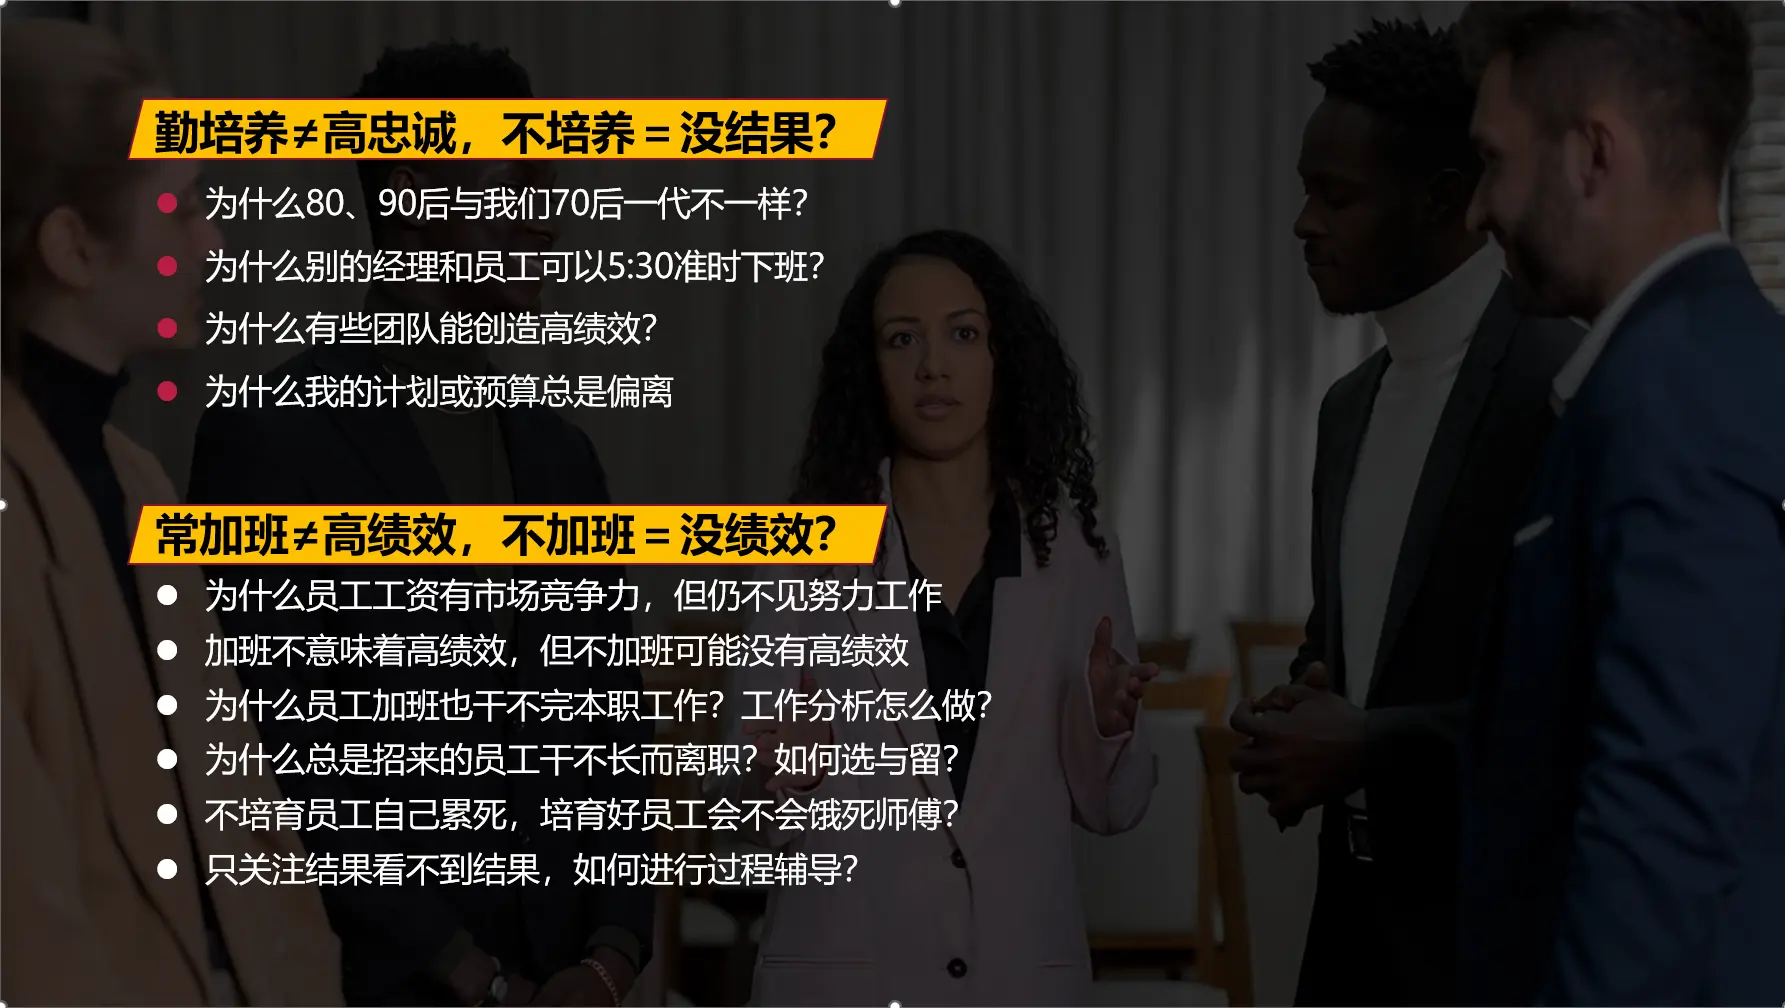 勤培养≠高忠诚，不培养＝没结果？
为什么80、90后与我们70后一代不一样？
为什么别的经理和员工可以5:30准时下班？
为什么有些团队能创造高绩效？
为什么我的计划或预算总是偏离
常加班≠高绩效，不加班＝没绩效？
为什么员工工资有市场竞争力，但仍不见努力工作
加班不意味着高绩效，但不加班可能没有高绩效
为什么员工加班也干不完本职工作？工作分析怎么做？
为什么总是招来的员工干不长而离职？如何选与留？
不培育员工自己累死，培育好员工会不会饿死师傅？
只关注结果看不到结果，如何进行过程辅导？